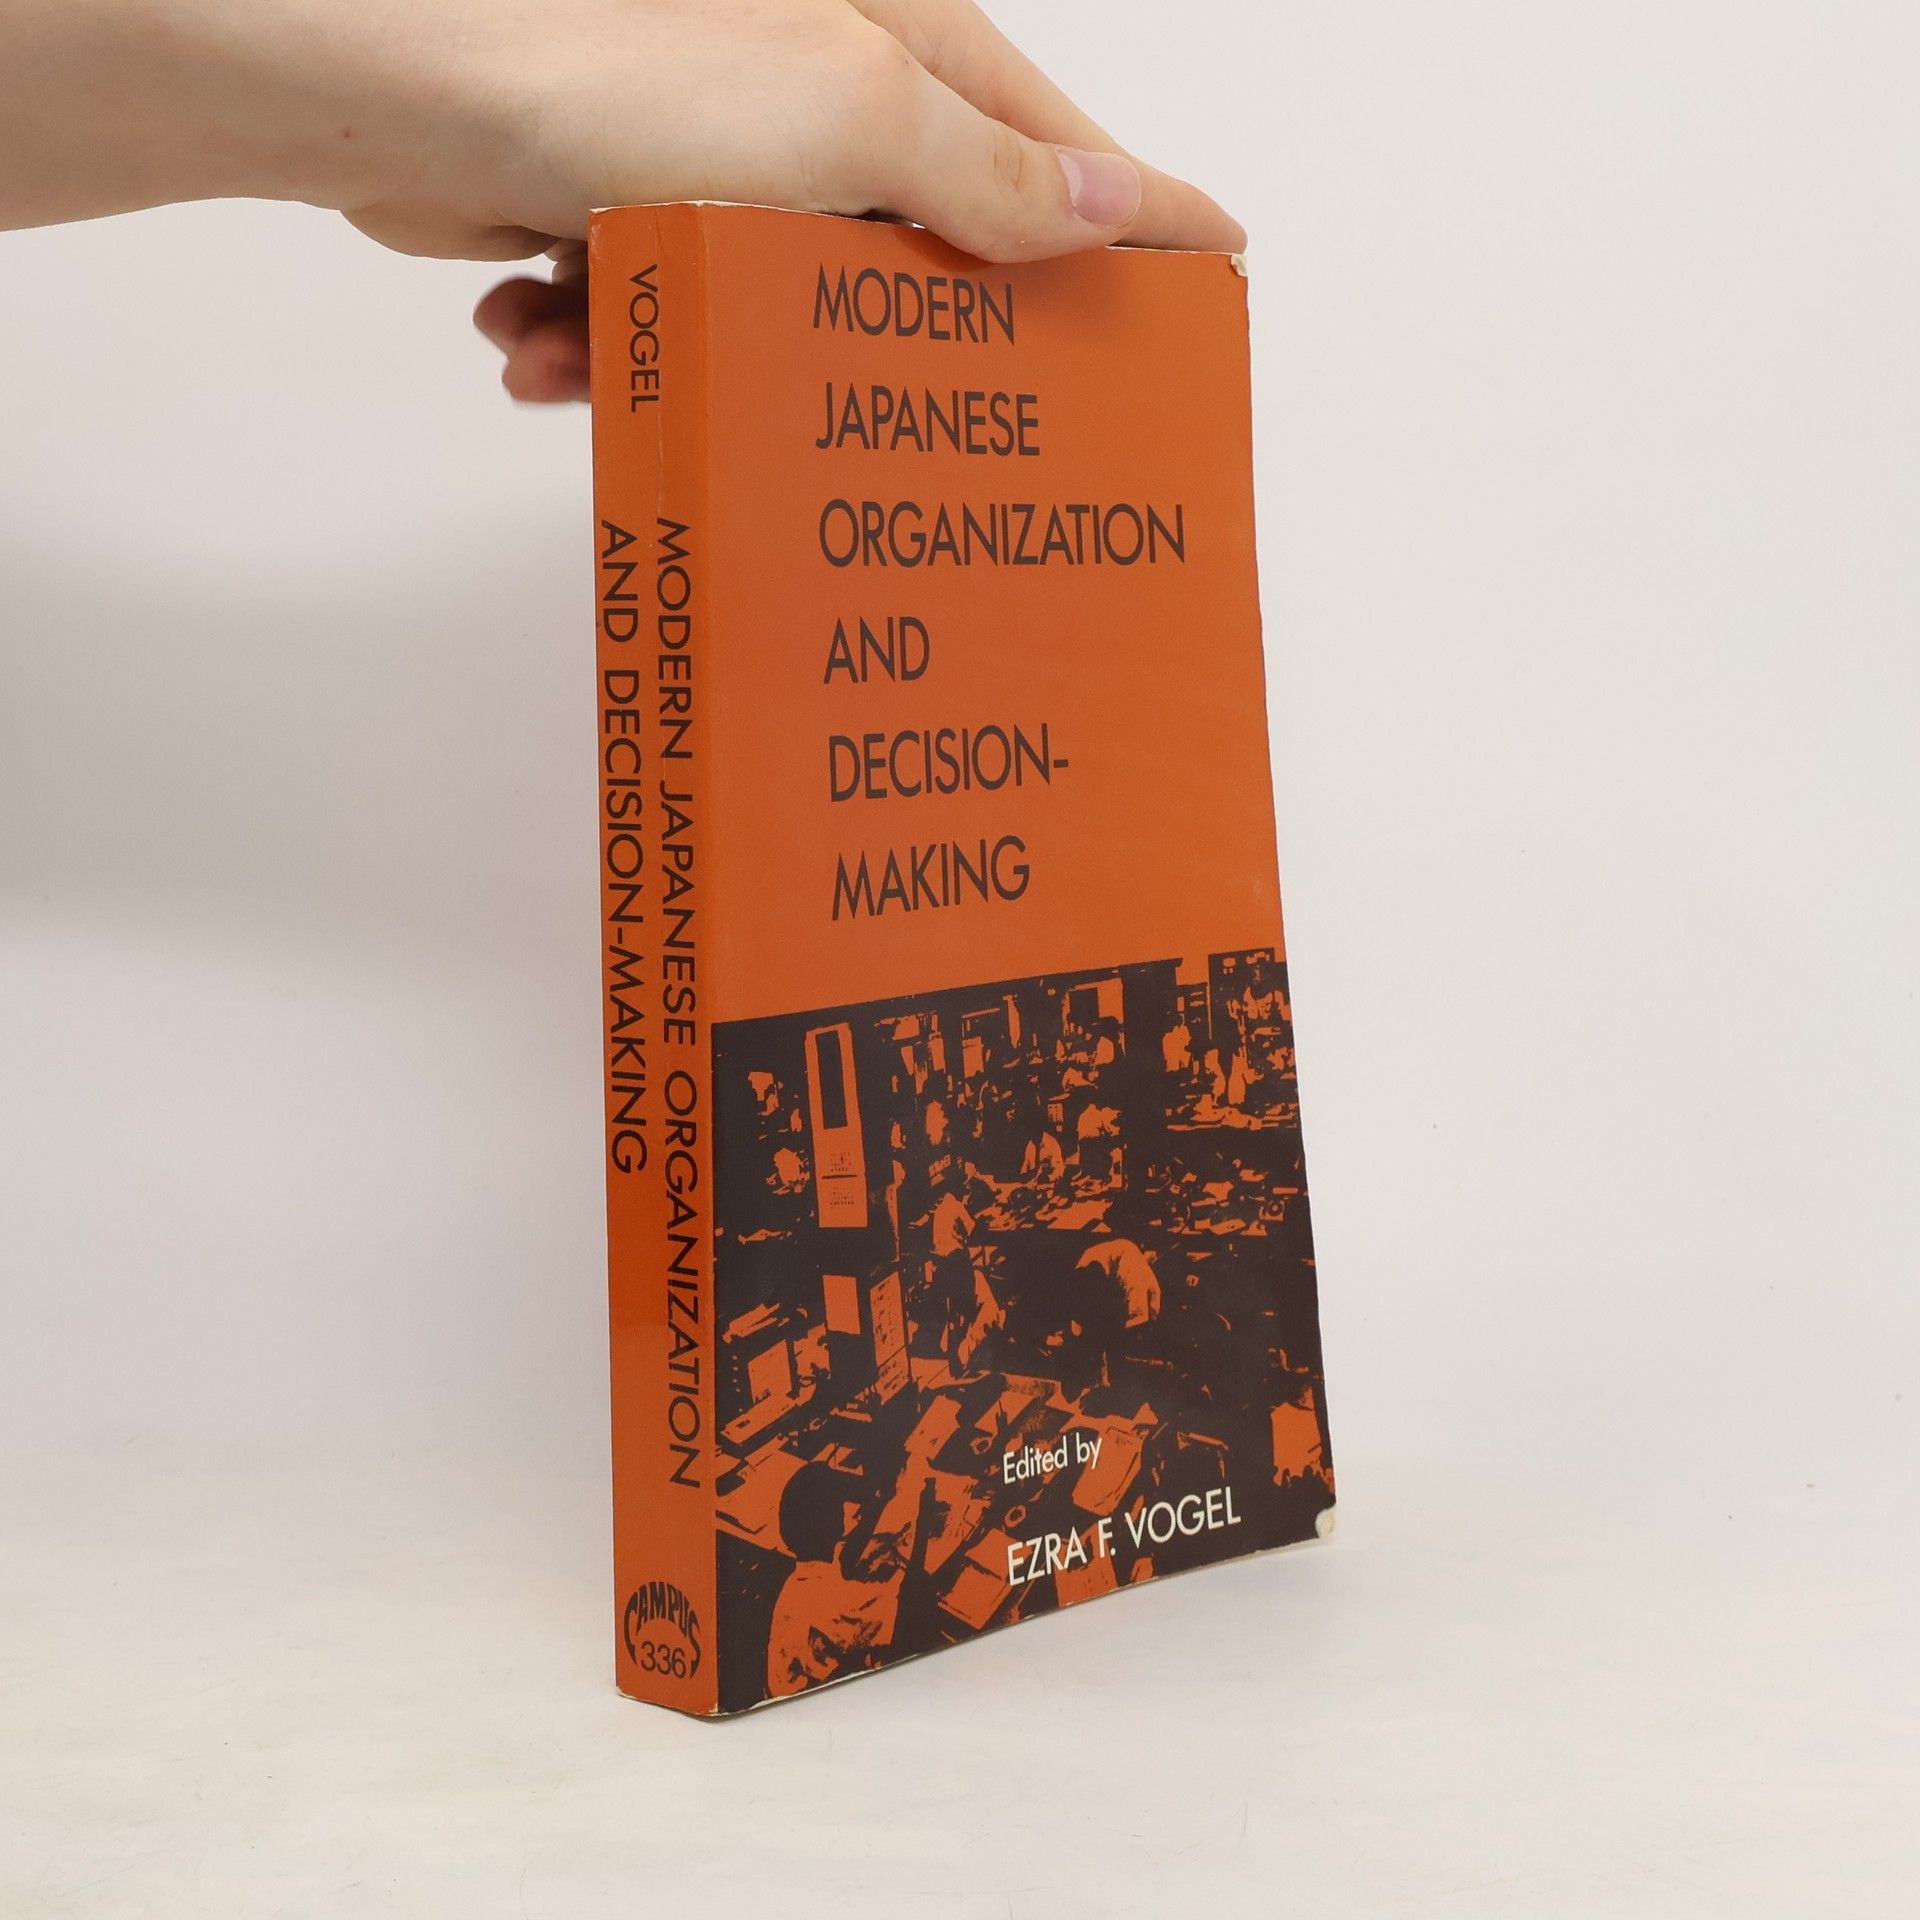 VOGEL
MODERN JAPANESE ORGANIZATION
AND DECISION-MAKING
CAMPUS
336
MODERN
JAPANESE
ORGANIZATION
AND
DECISION-
MAKING
Edited by
EZRA F. VOGEL